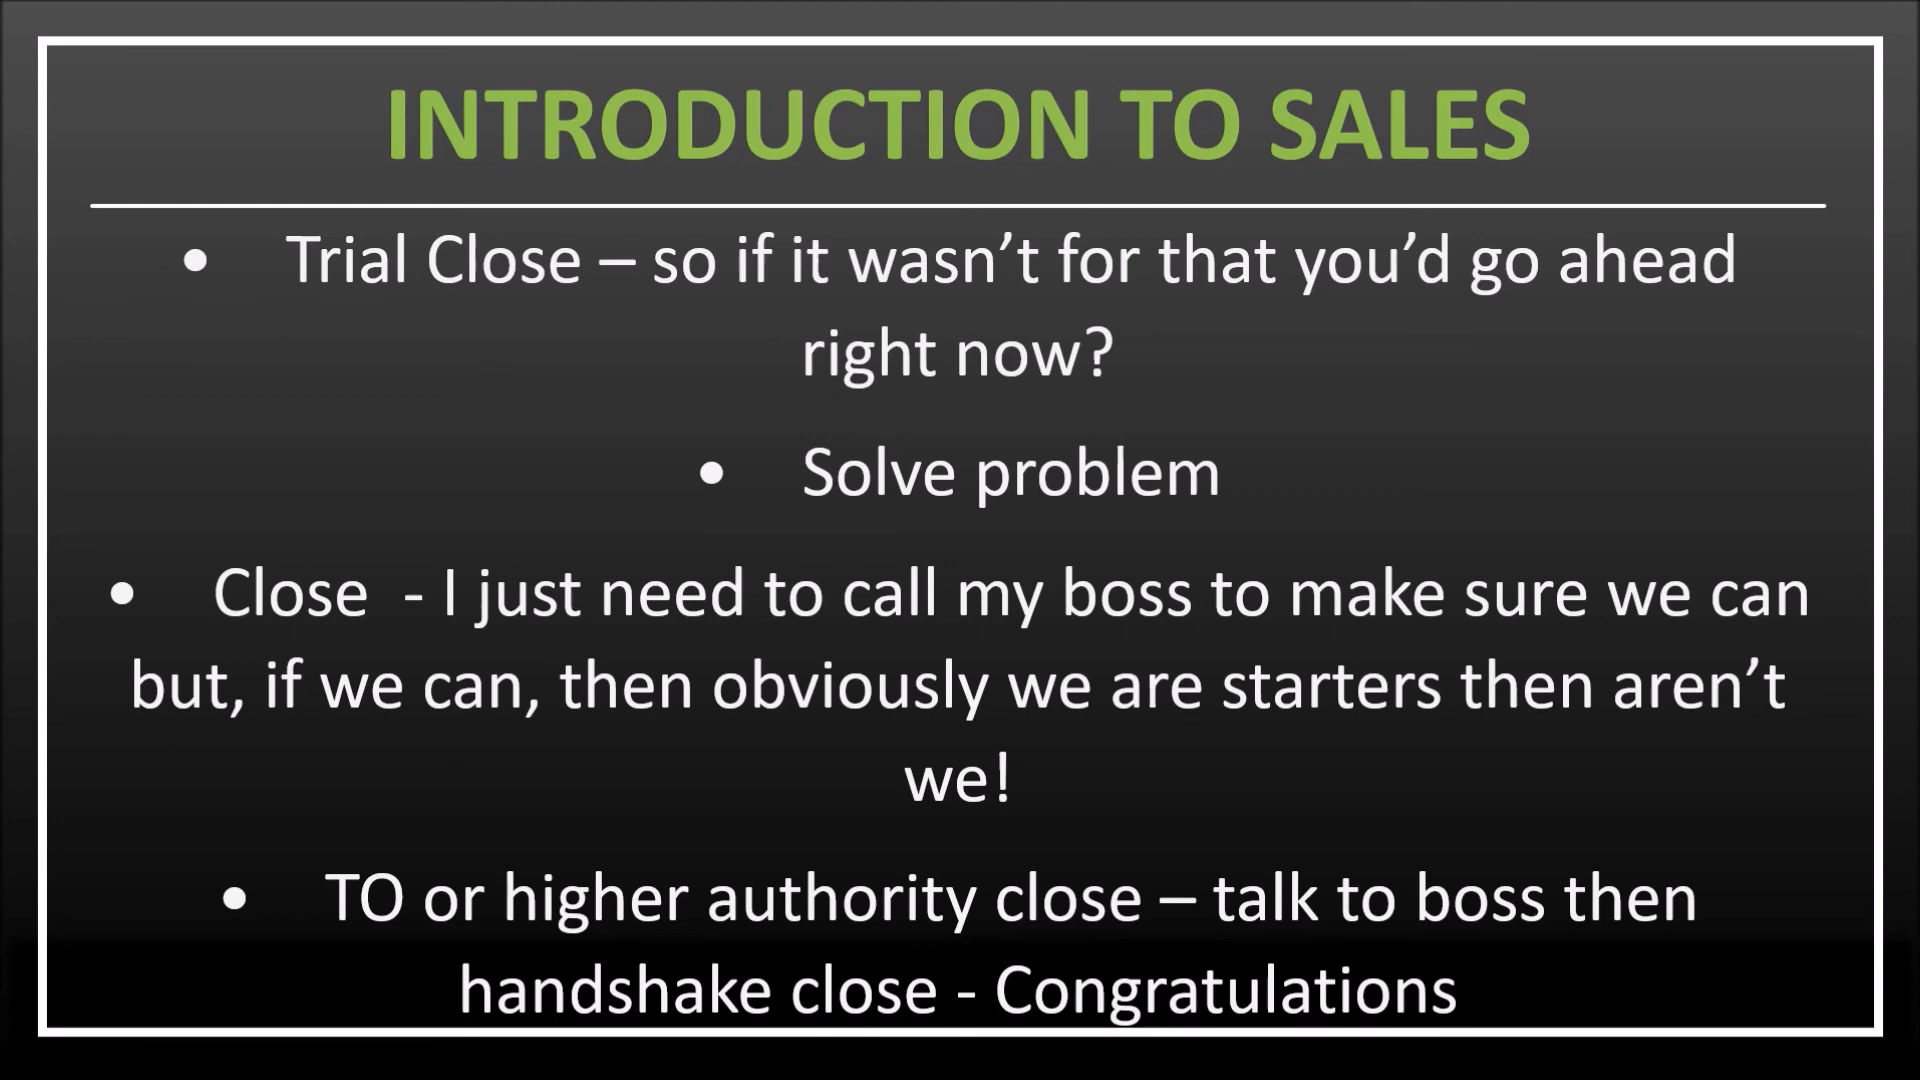 INTRODUCTION TO SALES
• Trial Close – so if it wasn’t for that you’d go ahead
right now?
• Solve problem
• Close  - I just need to call my boss to make sure we can
but, if we can, then obviously we are starters then aren’t
we!
• TO or higher authority close – talk to boss then
handshake close - Congratulations